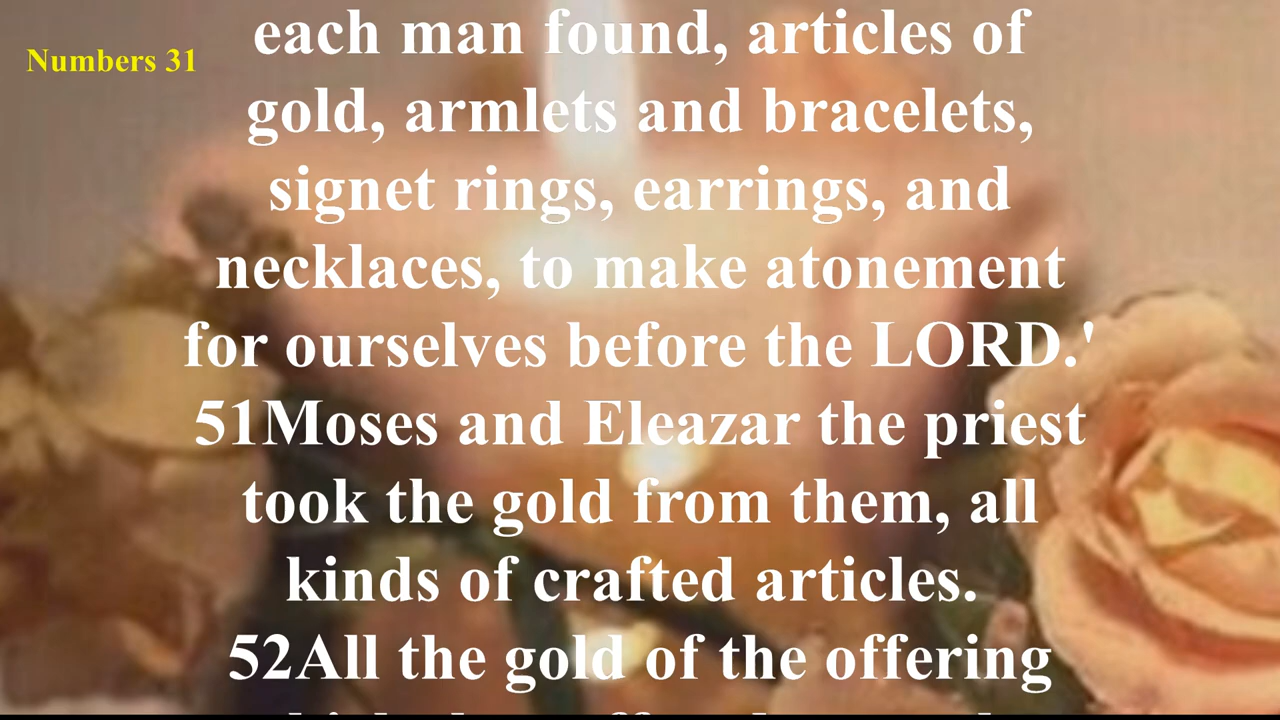 Numbers 31
each man found, articles of
gold, armlets and bracelets,
signet rings, earrings, and
necklaces, to make atonement
for ourselves before the LORD.'
51Moses and Eleazar the priest
took the gold from them, all
kinds of crafted articles.
52All the gold of the offering